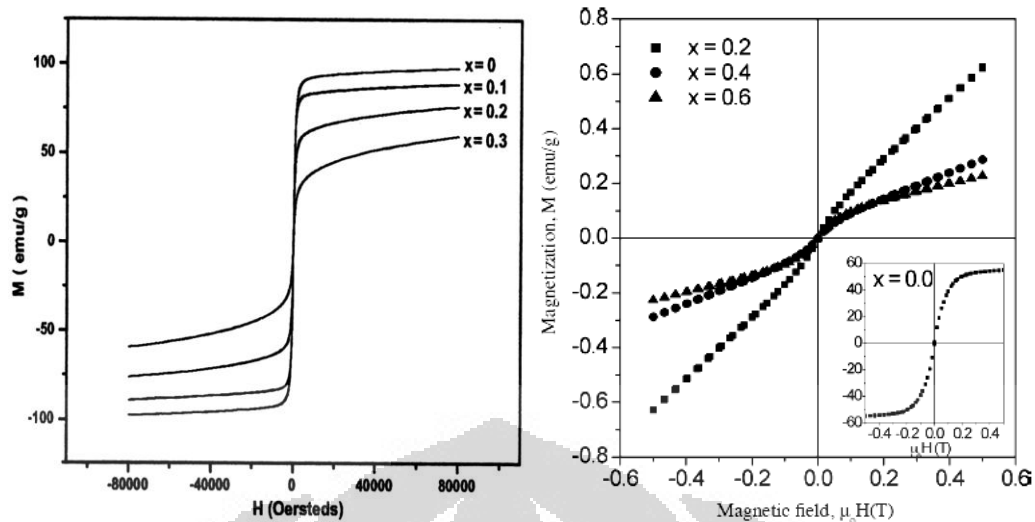 M ( emu/g)
100
50
0
-50
-100
x= 0
x= 0.1
x= 0.2
x= 0.3
-80000
-40000
0
40000
80000
H (Oersteds)
Magnetization, M (emu/g)
0.8
0.6
0.4
0.2
0.0
-0.2
-0.4
-0.6
-0.8
x = 0.2
x = 0.4
x = 0.6
x = 0.0
60
40
20
0
-20
-40
-60
-0.4
-0.2
0.0
0.2
0.4
μ₀H(T)
-0.6
-0.4
-0.2
0.0
0.2
0.4
0.6
Magnetic field, μ₀H(T)